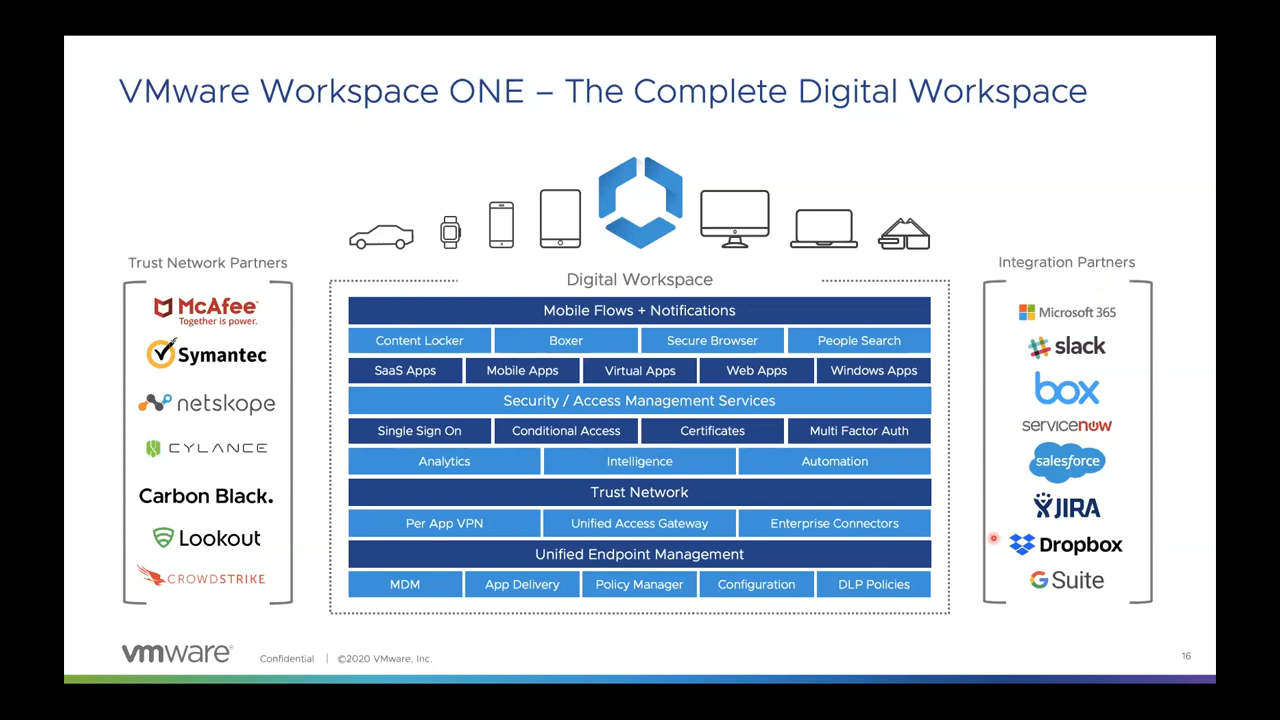 VMware Workspace ONE – The Complete Digital Workspace
Trust Network Partners
McAfee™
Together is power.
Symantec
netskope
CYLANCE
Carbon Black.
Lookout
CROWDSTRIKE
Digital Workspace
Mobile Flows + Notifications
Content Locker Boxer Secure Browser People Search
SaaS Apps Mobile Apps Virtual Apps Web Apps Windows Apps
Security / Access Management Services
Single Sign On Conditional Access Certificates Multi Factor Auth
Analytics Intelligence Automation
Trust Network
Per App VPN Unified Access Gateway Enterprise Connectors
Unified Endpoint Management
MDM App Delivery Policy Manager Configuration DLP Policies
Integration Partners
Microsoft 365
slack
box
servicenow
salesforce
JIRA
Dropbox
G Suite
vmware®
Confidential | ©2020 VMware, Inc.
16